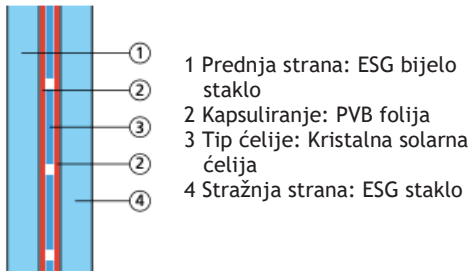 1
2
3
2
4
1 Prednja strana: ESG bijelo
staklo
2 Kapsuliranje: PVB folija
3 Tip ćelije: Kristalna solarna
ćelija
4 Stražnja strana: ESG staklo